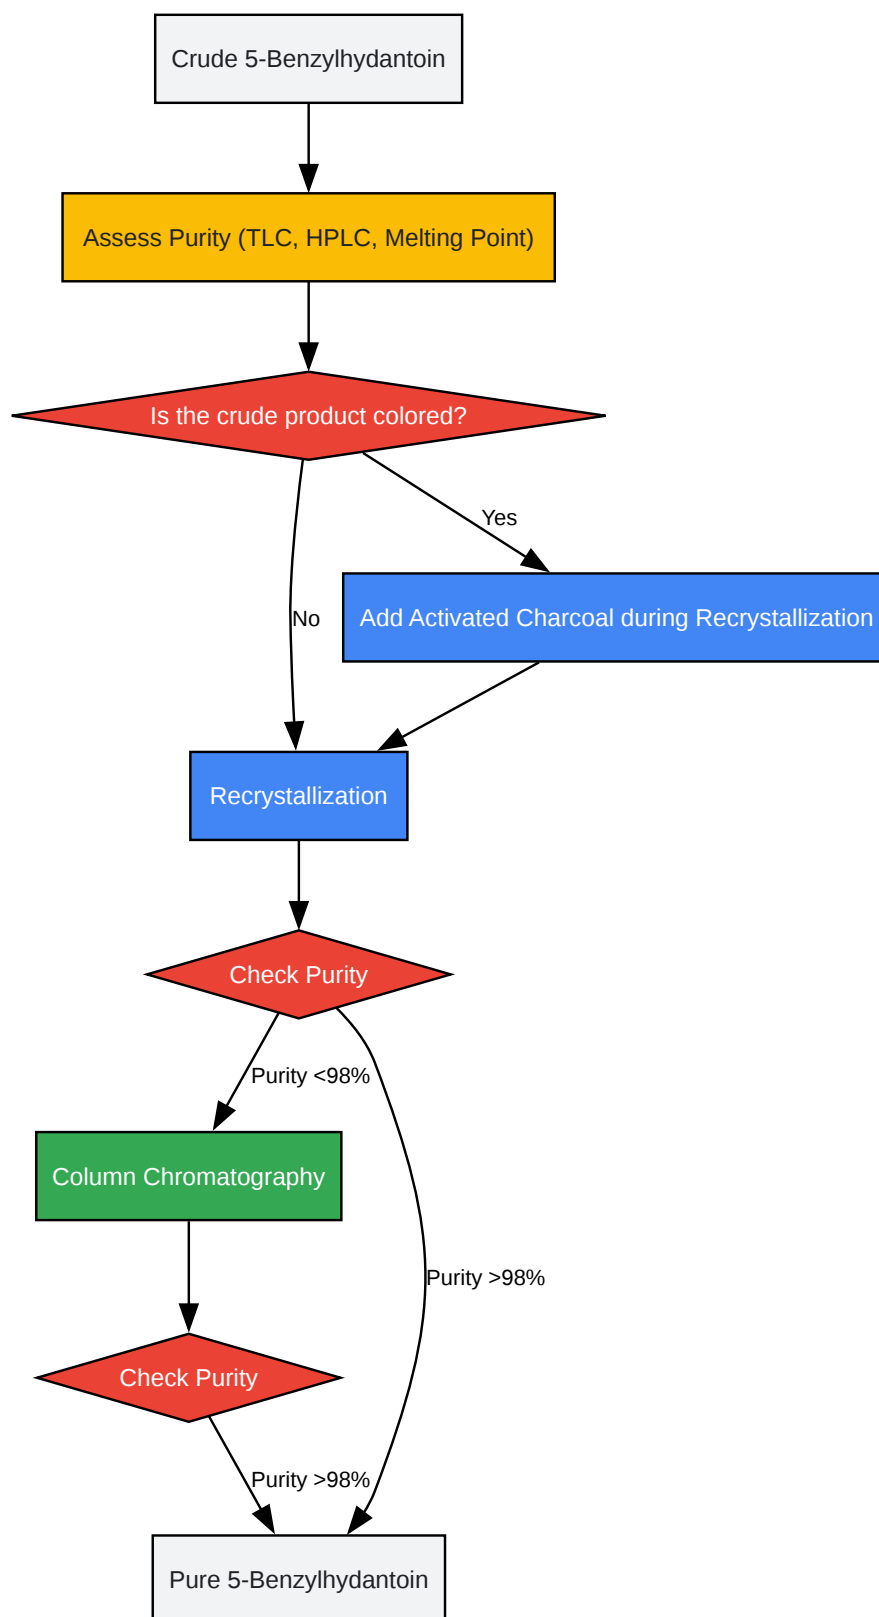 Crude 5-Benzylhydantoin
Assess Purity (TLC, HPLC, Melting Point)
Is the crude product colored?
Yes
No
Add Activated Charcoal during Recrystallization
Recrystallization
Check Purity
Purity <98%
Column Chromatography
Purity >98%
Check Purity
Purity >98%
Pure 5-Benzylhydantoin